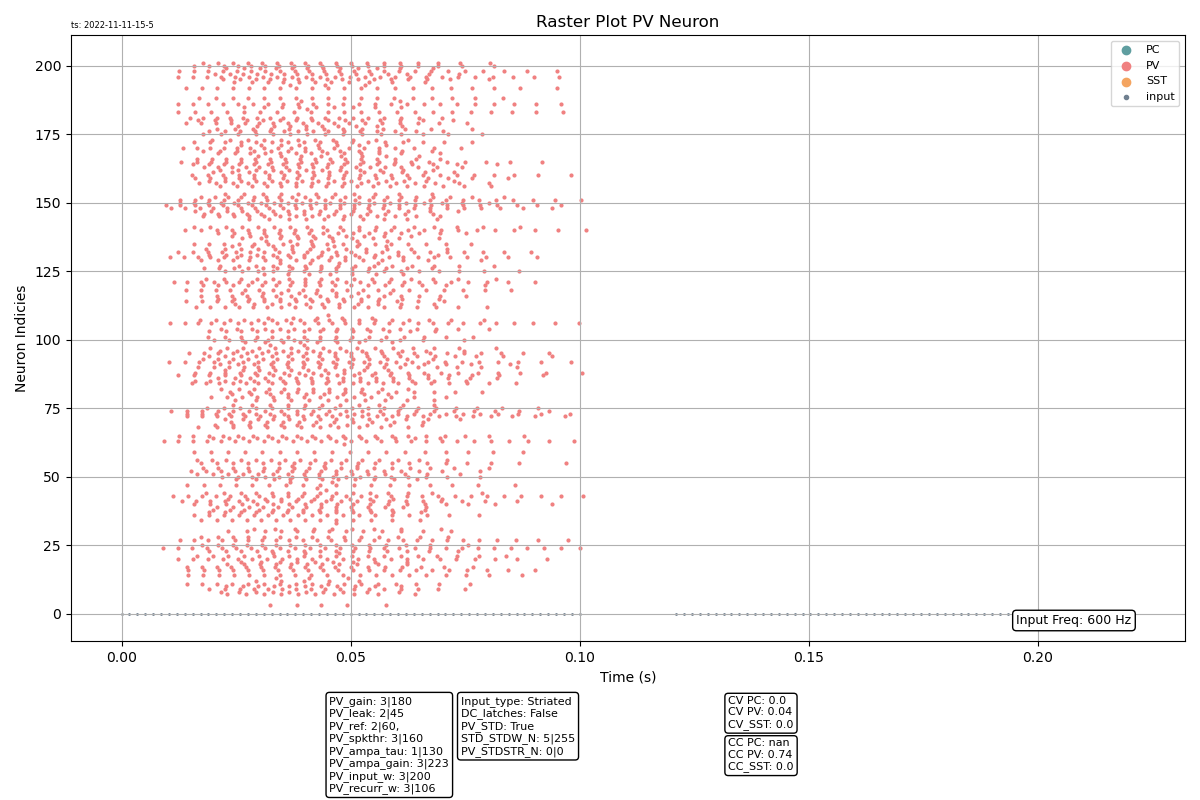 ts: 2022-11-11-15-5
Raster Plot PV Neuron
PC
PV
SST
input
200
175
150
125
100
75
50
25
0
Neuron Indicies
Input Freq: 600 Hz
0.00 0.05 0.10 0.15 0.20
Time (s)
PV_gain: 3|180
PV_leak: 2|45
PV_ref: 2|60,
PV_spkthr: 3|160
PV_ampa_tau: 1|130
PV_ampa_gain: 3|223
PV_input_w: 3|200
PV_recurr_w: 3|106
Input_type: Striated
DC_latches: False
PV_STD: True
STD_STDW_N: 5|255
PV_STDSTR_N: 0|0
CV PC: 0.0
CV PV: 0.04
CV_SST: 0.0
CC PC: nan
CC PV: 0.74
CC_SST: 0.0